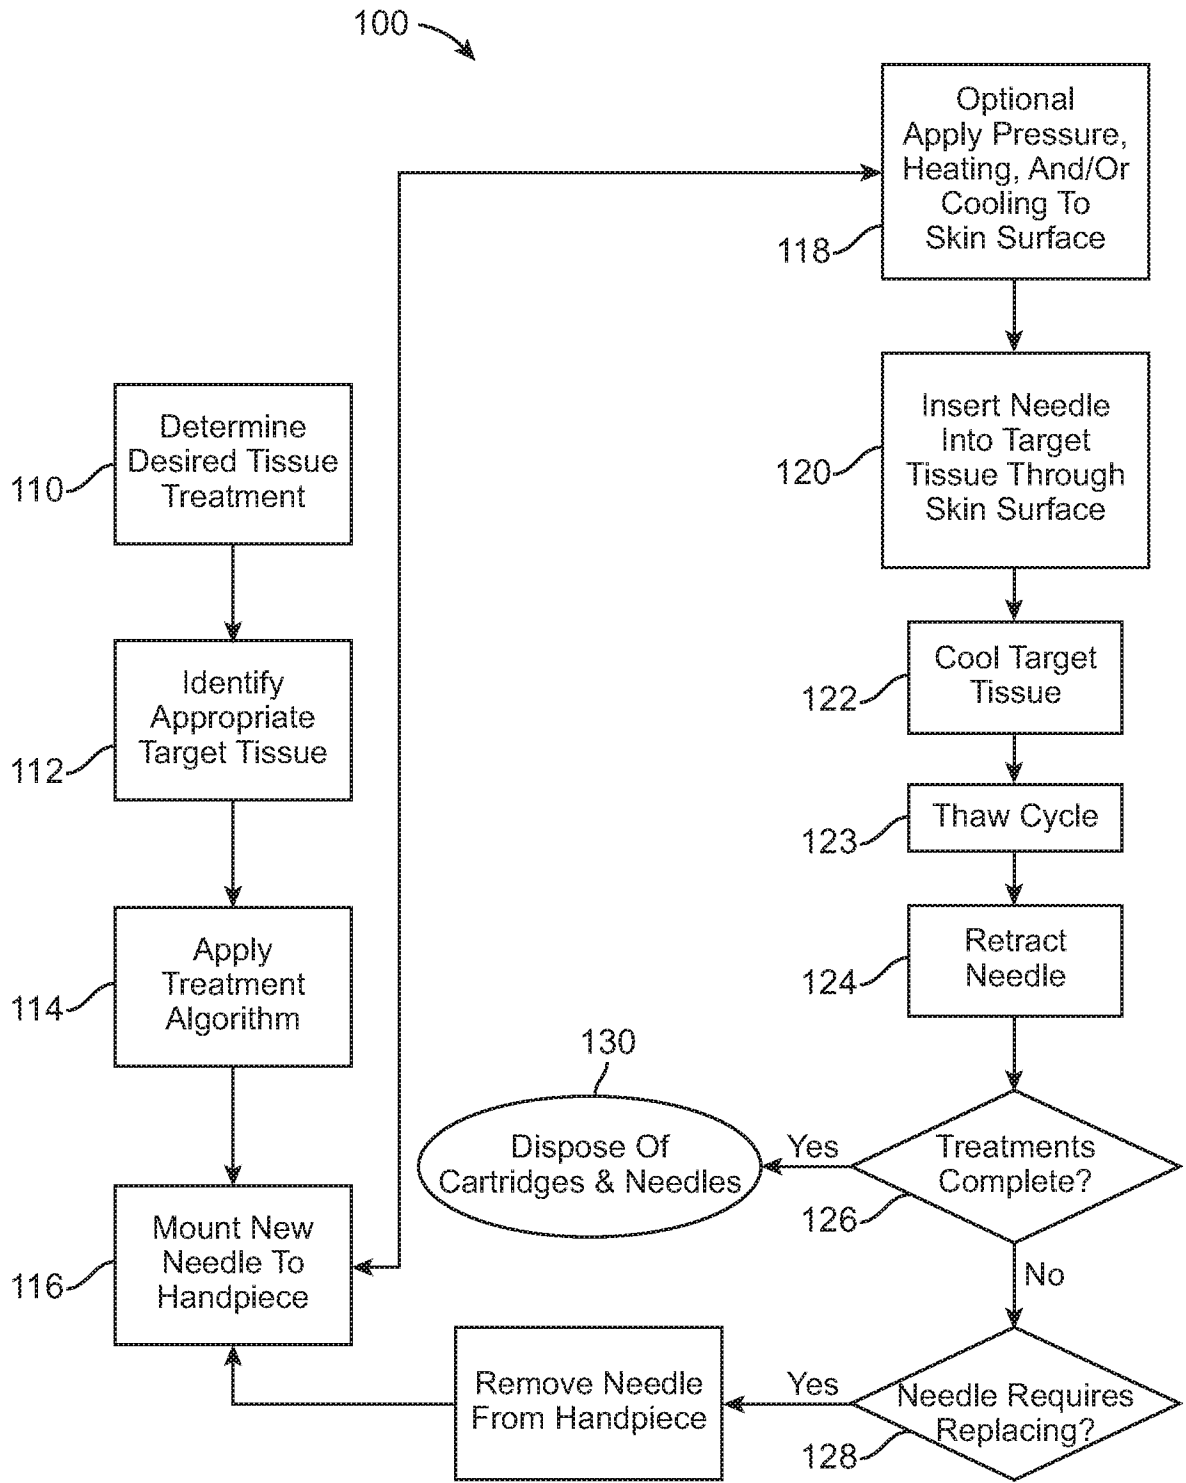 100
Optional
Apply Pressure,
Heating, And/Or
Cooling To
Skin Surface
118
Insert Needle
Into Target
Tissue Through
Skin Surface
120
Determine
Desired Tissue
Treatment
110
Cool Target
Tissue
122
Identify
Appropriate
Target Tissue
112
Thaw Cycle
123
Apply
Treatment
Algorithm
114
Retract
Needle
124
130
Dispose Of
Cartridges & Needles
Yes
Treatments
Complete?
126
Mount New
Needle To
Handpiece
116
No
Remove Needle
From Handpiece
Yes
Needle Requires
Replacing?
128